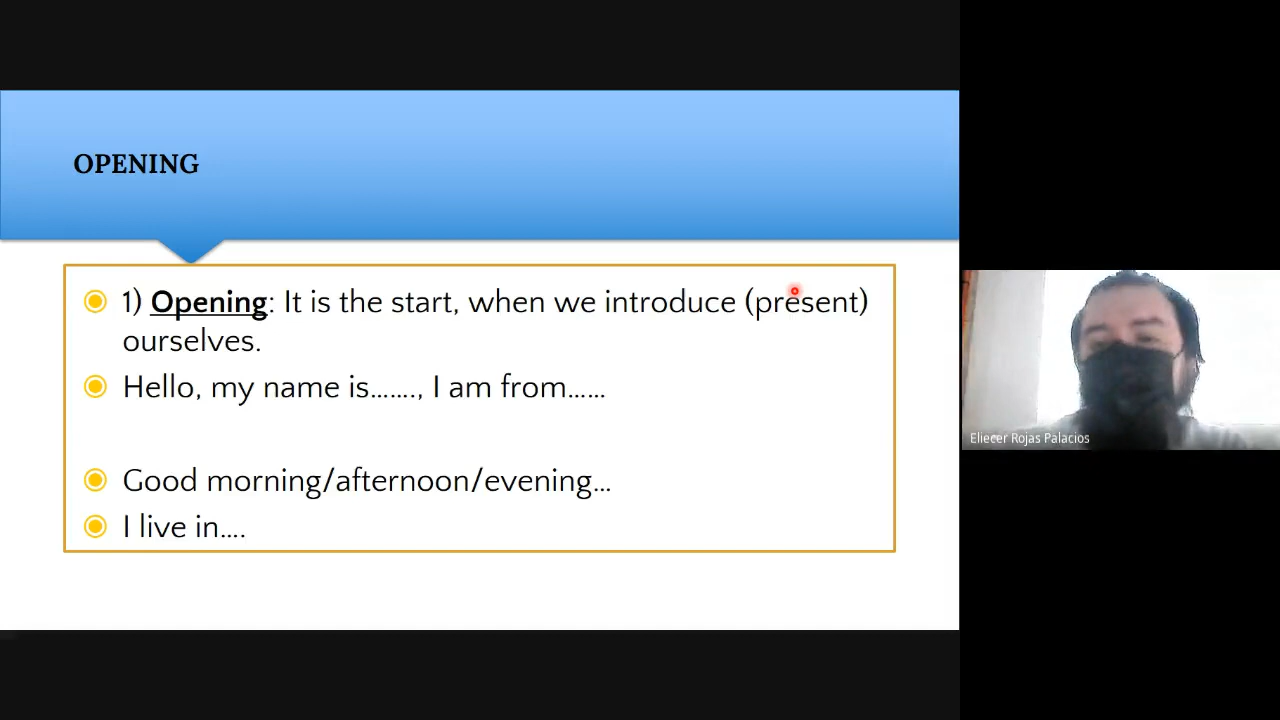 OPENING
1) Opening: It is the start, when we introduce (present)
ourselves.
Hello, my name is......., I am from......
Good morning/afternoon/evening...
I live in....
Eliecer Rojas Palacios